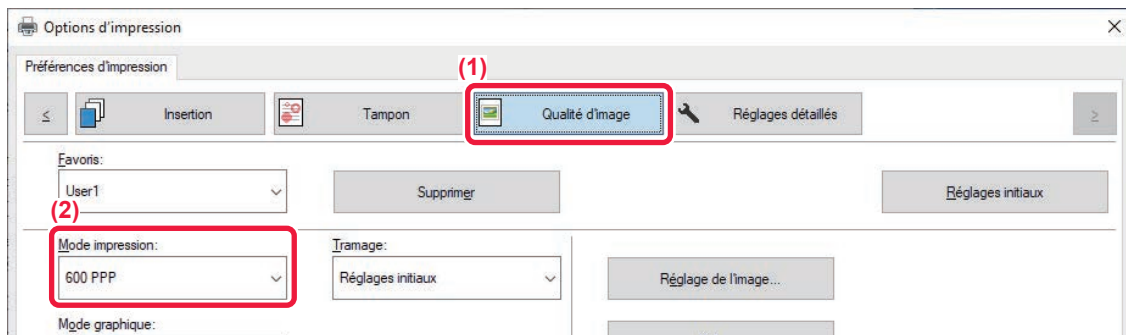 Options d'impression
Préférences d'impression
(1)
Insertion
Tampon
Qualité d'image
Réglages détaillés
Favoris:
User1
Supprimer
Réglages initiaux
(2)
Mode impression:
Tramage:
600 PPP
Réglages initiaux
Réglage de l'image...
Mode graphique: